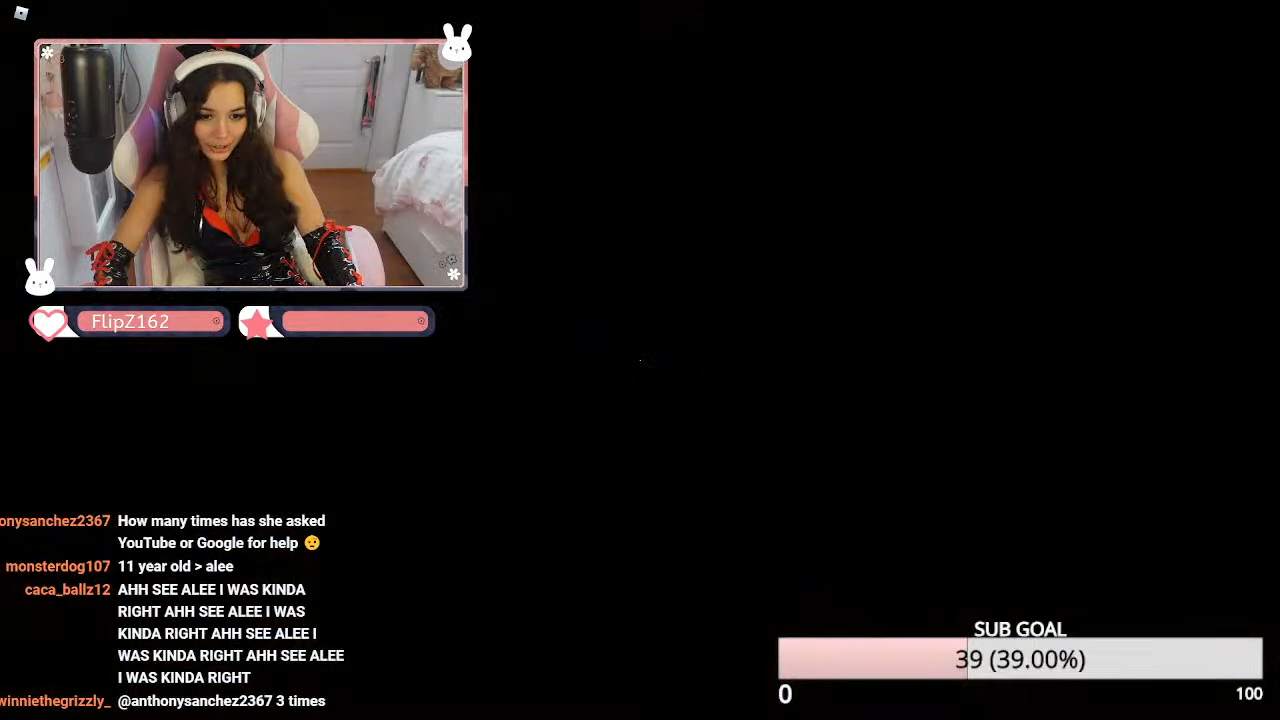 FlipZ162
onysanchez2367 How many times has she asked
YouTube or Google for help 😟
monsterdog107 11 year old > alee
caca_ballz12 AHH SEE ALEE I WAS KINDA
RIGHT AHH SEE ALEE I WAS
KINDA RIGHT AHH SEE ALEE I
WAS KINDA RIGHT AHH SEE ALEE
I WAS KINDA RIGHT
winniethegrizzly_ @anthonysanchez2367 3 times
SUB GOAL
39 (39.00%)
0 100